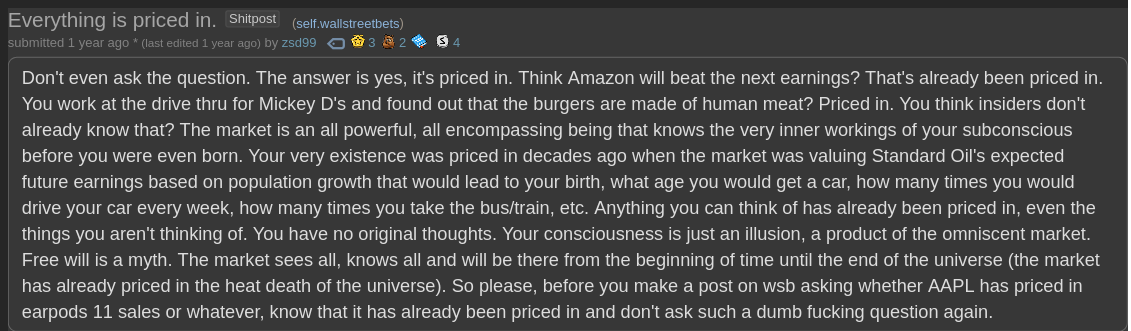 Everything is priced in. Shitpost (self.wallstreetbets)
submitted 1 year ago * (last edited 1 year ago) by zsd99 3 2 S 4
Don't even ask the question. The answer is yes, it's priced in. Think Amazon will beat the next earnings? That's already been priced in.
You work at the drive thru for Mickey D's and found out that the burgers are made of human meat? Priced in. You think insiders don't
already know that? The market is an all powerful, all encompassing being that knows the very inner workings of your subconscious
before you were even born. Your very existence was priced in decades ago when the market was valuing Standard Oil's expected
future earnings based on population growth that would lead to your birth, what age you would get a car, how many times you would
drive your car every week, how many times you take the bus/train, etc. Anything you can think of has already been priced in, even the
things you aren't thinking of. You have no original thoughts. Your consciousness is just an illusion, a product of the omniscent market.
Free will is a myth. The market sees all, knows all and will be there from the beginning of time until the end of the universe (the market
has already priced in the heat death of the universe). So please, before you make a post on wsb asking whether AAPL has priced in
earpods 11 sales or whatever, know that it has already been priced in and don't ask such a dumb fucking question again.